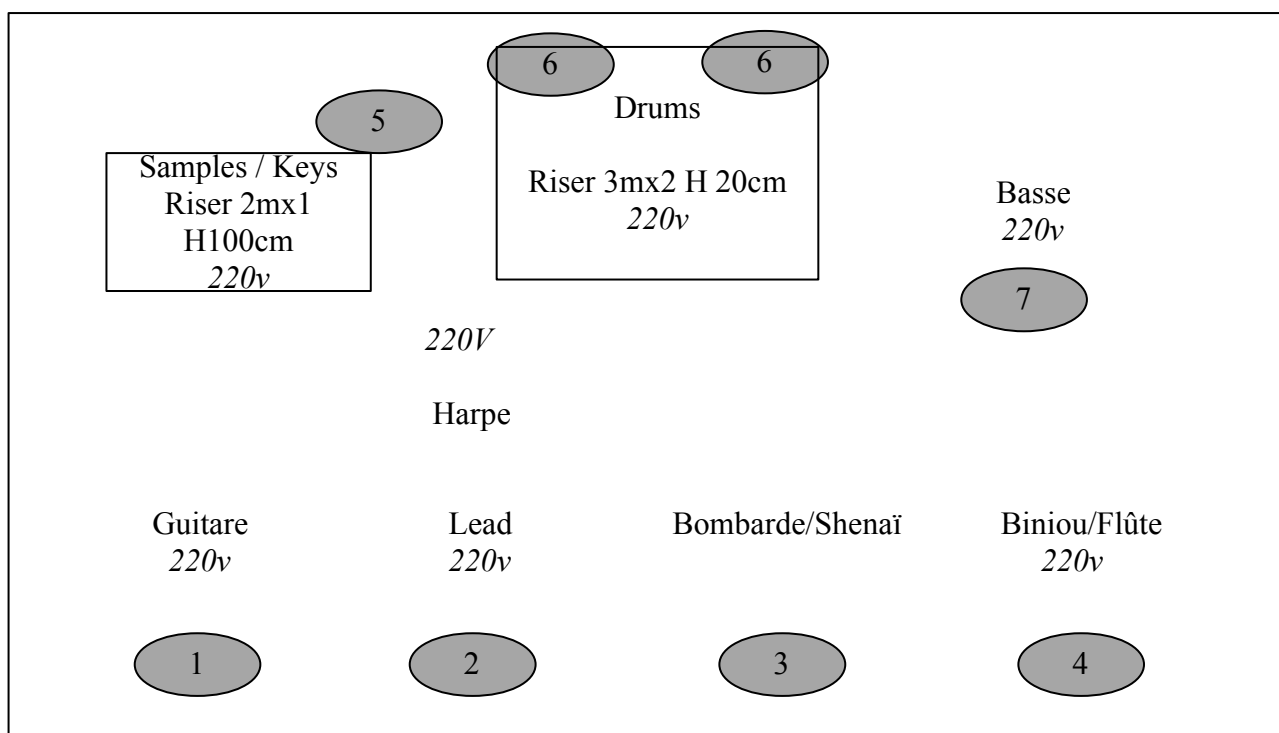 6
6
5
Drums
Samples / Keys
Riser 2mx1
H100cm
220v
Riser 3mx2 H 20cm
220v
Basse
220v
7
220V
Harpe
Guitare
220v
Lead
220v
Bombarde/Shenaï
Biniou/Flûte
220v
1
2
3
4